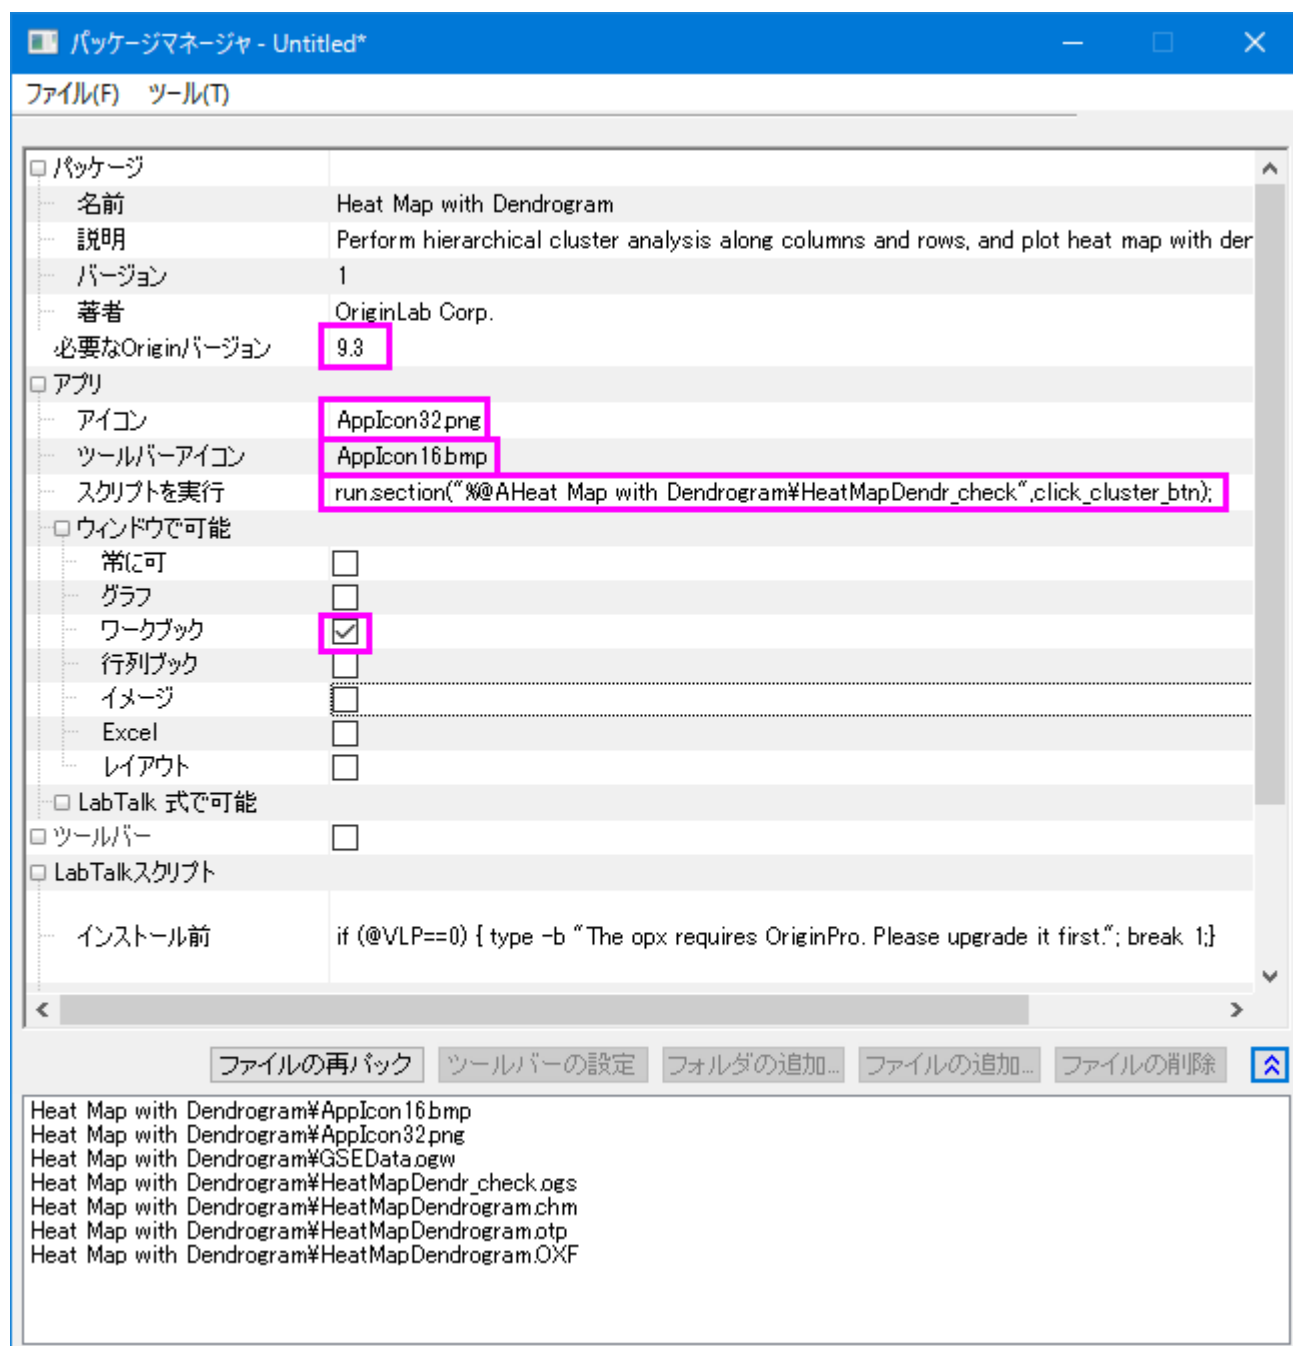 パッケージマネージャ - Untitled*
ファイル(F) ツール(T)
パッケージ
名前 Heat Map with Dendrogram
説明 Perform hierarchical cluster analysis along columns and rows, and plot heat map with der
バージョン 1
著者 OriginLab Corp.
必要なOriginバージョン 9.3
アプリ
アイコン AppIcon32.png
ツールバーアイコン AppIcon16.bmp
スクリプトを実行 run.section("%@AHeat Map with Dendrogram¥HeatMapDendr_check",click_cluster_btn);
ウィンドウで可能
常に可
グラフ
ワークブック
行列ブック
イメージ
Excel
レイアウト
LabTalk 式で可能
ツールバー
LabTalkスクリプト
インストール前 if (@VLP==0) { type -b "The opx requires OriginPro. Please upgrade it first."; break 1;}
ファイルの再パック ツールバーの設定 フォルダの追加... ファイルの追加... ファイルの削除
Heat Map with Dendrogram¥AppIcon16.bmp
Heat Map with Dendrogram¥AppIcon32.png
Heat Map with Dendrogram¥GSEData.ogw
Heat Map with Dendrogram¥HeatMapDendr_check.ogs
Heat Map with Dendrogram¥HeatMapDendrogram.chm
Heat Map with Dendrogram¥HeatMapDendrogram.otp
Heat Map with Dendrogram¥HeatMapDendrogram.OXF